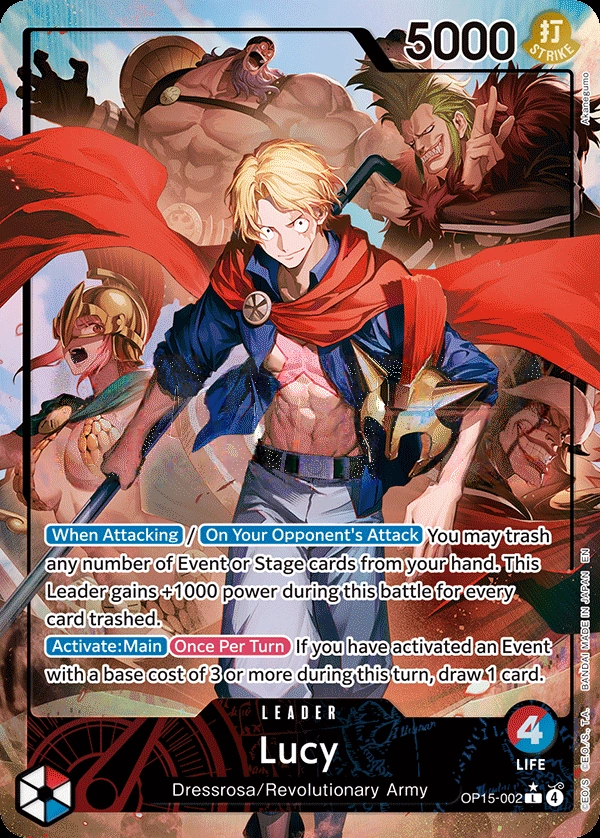 5000
打
STRIKE
Akanegumo
When Attacking / On Your Opponent's Attack You may trash
any number of Event or Stage cards from your hand. This
Leader gains +1000 power during this battle for every
card trashed.
Activate:Main Once Per Turn If you have activated an Event
with a base cost of 3 or more during this turn, draw 1 card.
LEADER
Lucy
Dressrosa/Revolutionary Army
4
LIFE
OP15-002 L 4
©E.O./S. ©E.O./S., T.A. BANDAI MADE IN JAPAN EN